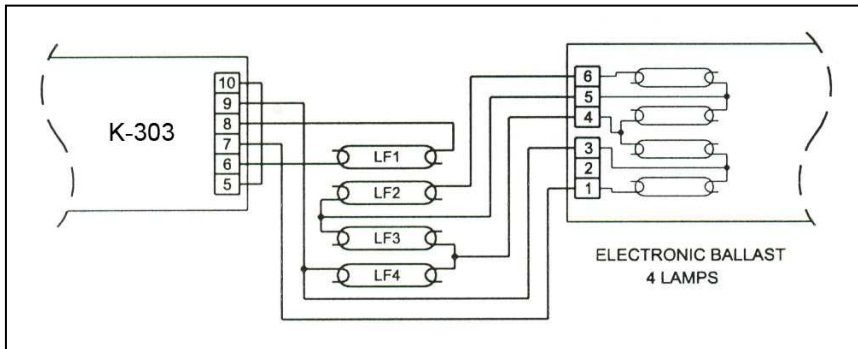 K-303
10
9
8
7
6
5
LF1
LF2
LF3
LF4
6
5
4
3
2
1
ELECTRONIC BALLAST
4 LAMPS